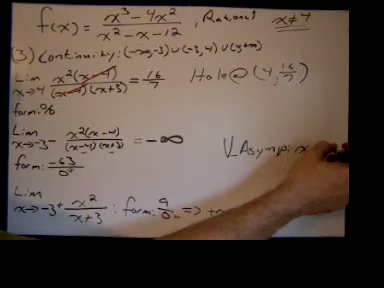 f(x) = (x³ - 4x²)/(x² - x - 12), Rational x≠4
(3) Continuity: (-∞, -3) ∪ (-3, 4) ∪ (4, ∞)
Lim x→4 x²(x-4)/(x-4)(x+3) = 16/7 Hole @ (4, 16/7)
form: 0/0
Lim x→-3⁻ x²(x-4)/(x-4)(x+3) = -∞
form: -63/0⁺ V Asymp: x
Lim x→-3⁺ x²/(x+3) : form: 9/0 ⇒